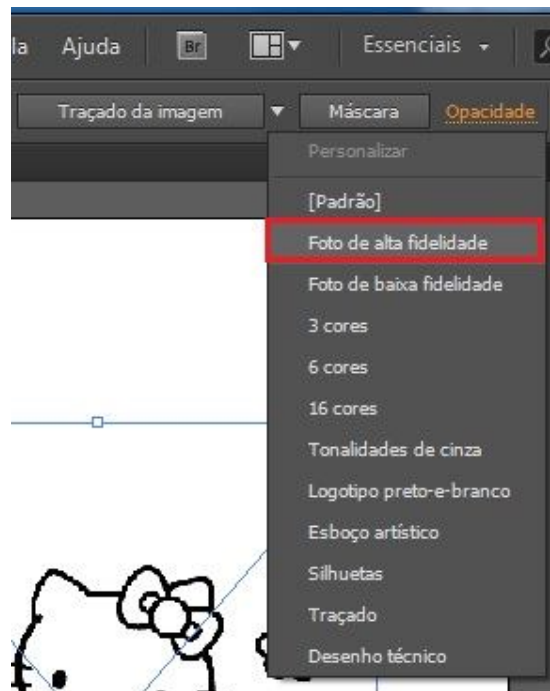 la Ajuda Br Essenciais
Traçado da imagem Máscara Opacidade
Personalizar
[Padrão]
Foto de alta fidelidade
Foto de baixa fidelidade
3 cores
6 cores
16 cores
Tonalidades de cinza
Logotipo preto-e-branco
Esboço artístico
Silhuetas
Traçado
Desenho técnico